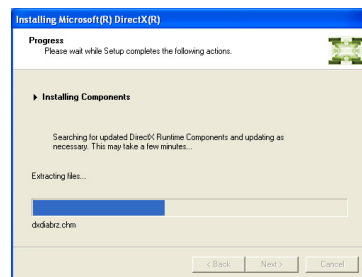 Installing Microsoft(R) DirectX(R)
Progress
Please wait while Setup completes the following actions.
Installing Components
Searching for updated DirectX Runtime Components and updating as
necessary. This may take a few minutes...
Extracting files...
dxdiabrz.chm
< Back Next > Cancel